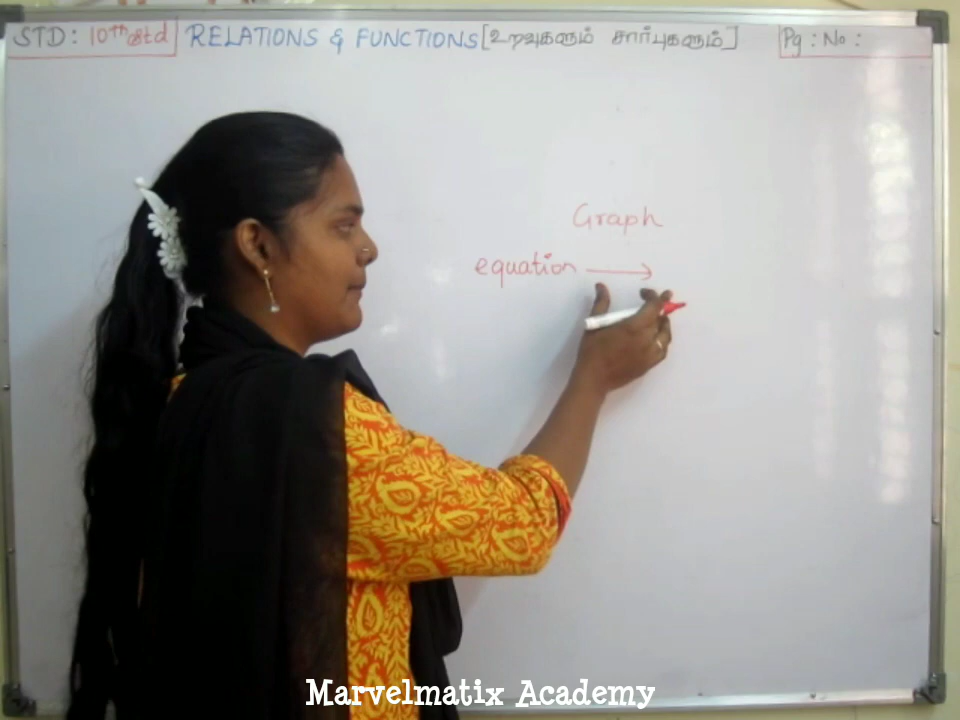 STD: 10th std RELATIONS & FUNCTIONS [உறவுகளும் சார்புகளும்] Pg: No:
Graph
equation →
Marvelmatix Academy